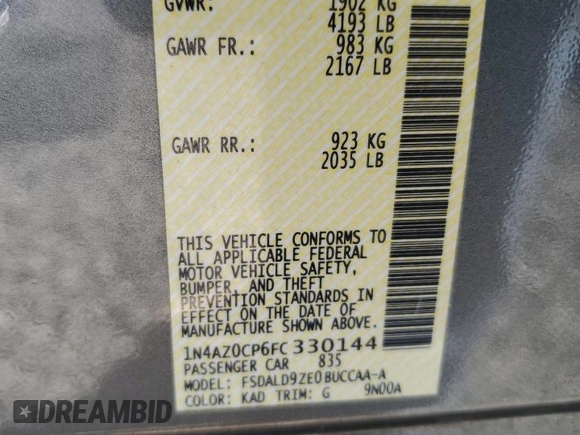 GVWR: 1902 KG
4193 LB
GAWR FR.: 983 KG
2167 LB
GAWR RR.: 923 KG
2035 LB
THIS VEHICLE CONFORMS TO
ALL APPLICABLE FEDERAL
MOTOR VEHICLE SAFETY,
BUMPER, AND THEFT
PREVENTION STANDARDS IN
EFFECT ON THE DATE OF
MANUFACTURE SHOWN ABOVE.
1N4AZ0CP6FC330144
PASSENGER CAR 835
MODEL: FSDALD9ZE0BUCCAA-A
COLOR: KAD TRIM: G 9N00A
FSDBID